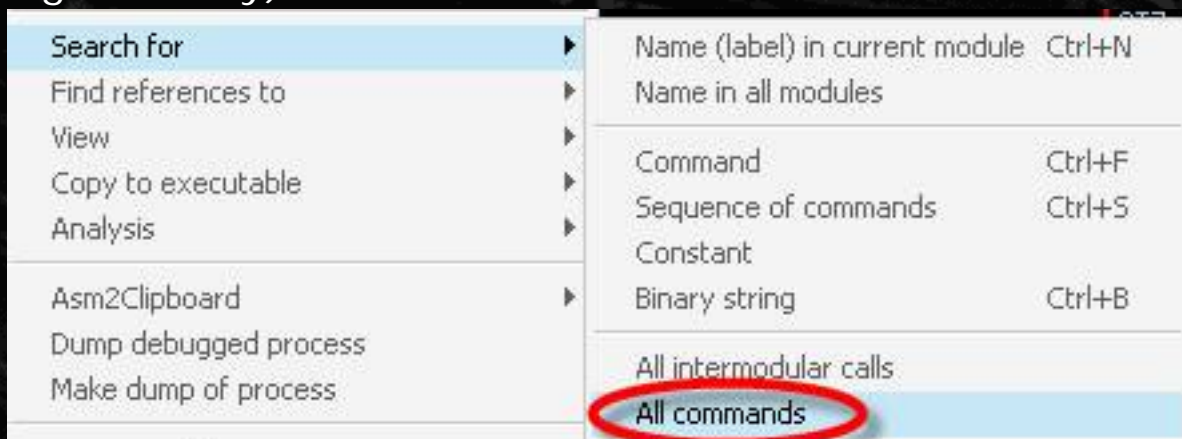 Search for
Find references to
View
Copy to executable
Analysis
Asm2Clipboard
Dump debugged process
Make dump of process
Name (label) in current module Ctrl+N
Name in all modules
Command Ctrl+F
Sequence of commands Ctrl+S
Constant
Binary string Ctrl+B
All intermodular calls
All commands